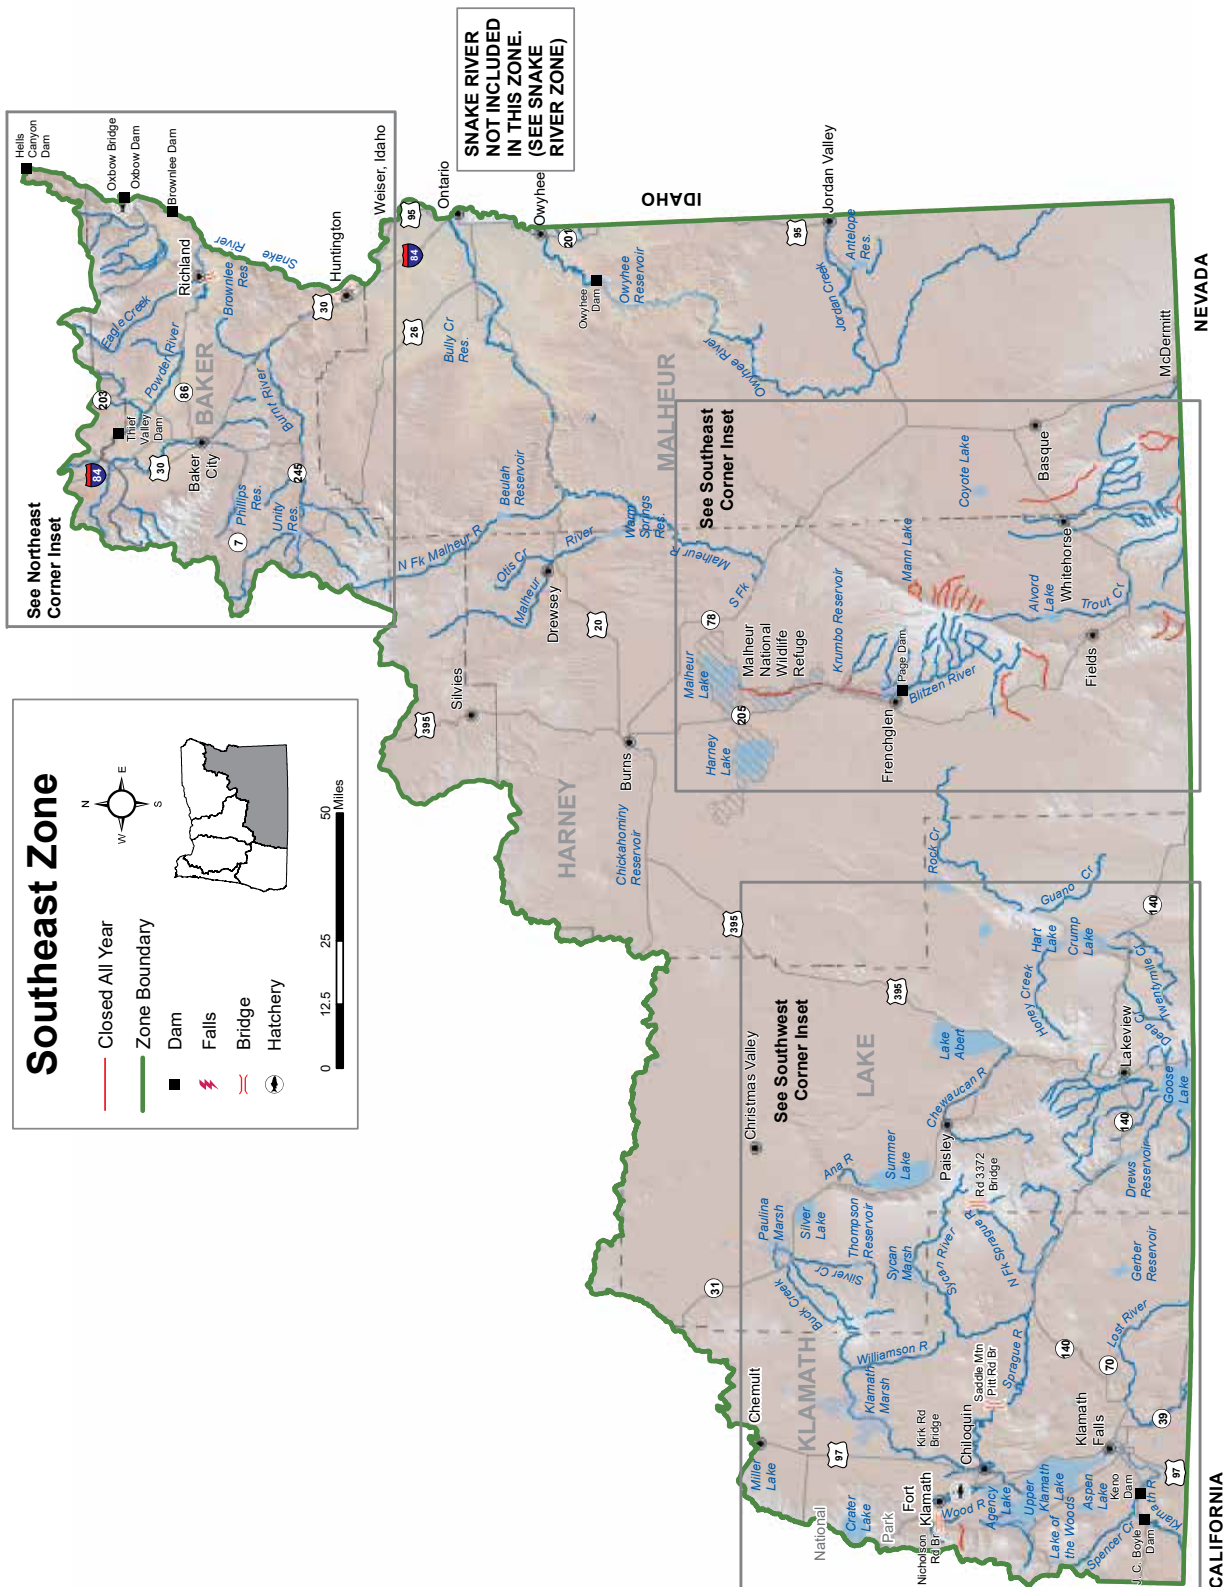 Southeast Zone
Closed All Year
Zone Boundary
Dam
Falls
Bridge
Hatchery
N
E
S
W
0
12.5
25
50
Miles
See Northeast
Corner Inset
SNAKE RIVER
NOT INCLUDED
IN THIS ZONE.
(SEE SNAKE
RIVER ZONE)
Hells
Canyon
Dam
Oxbow Bridge
Oxbow Dam
Brownlee Dam
Richland
Snake
River
Brownlee
Res.
Huntington
Weiser, Idaho
Eagle Creek
Powder River
BAKER
Burnt River
Thief
Valley
Dam
Baker
City
Phillips
Res.
Unity
Res.
203
86
84
30
245
7
30
95
84
26
Ontario
Owyhee
201
Bully Cr
Res.
Owyhee
Dam
Owyhee
Reservoir
Owyhee River
IDAHO
95
Jordan Valley
Antelope
Res.
Jordan Creek
MALHEUR
N Fk Malheur R
Beulah
Reservoir
Otis Cr
Malheur
River
Drewsey
Warm
Springs
Res.
S Fk
Malheur R
20
Silvies
395
Burns
HARNEY
Chickahominy
Reservoir
See Southeast
Corner Inset
78
Malheur
Lake
Malheur
National
Wildlife
Refuge
205
Harney
Lake
Krumbo Reservoir
Page Dam
Frenchglen
Blitzen River
Mann Lake
Coyote Lake
Basque
Whitehorse
Alvord
Lake
Trout Cr
Fields
McDermitt
NEVADA
395
Rock Cr
Guano Cr
140
Hart
Lake
Crump
Lake
Honey Creek
Twentymile Cr
Deep Cr
See Southwest
Corner Inset
Christmas Valley
LAKE
395
Lake
Abert
Lakeview
Goose
Lake
140
Drews
Reservoir
Chewaucan R
Paisley
Ana R
Summer
Lake
Rd 3372
Bridge
Paulina
Marsh
Silver
Lake
Thompson
Reservoir
Silver Cr
Buck Creek
Sycan
Marsh
Sycan River
N Fk Sprague R
Gerber
Reservoir
31
Chemult
KLAMATH
Williamson R
Klamath
Marsh
Saddle Mtn
Pitt Rd Br
Sprague R
140
70
Lost River
39
Miller
Lake
97
Kirk Rd
Bridge
Chiloquin
Klamath
Falls
National
Park
Crater
Lake
Fort
Klamath
Nicholson
Rd Br
Wood R
Agency
Lake
Upper
Klamath
Lake
Lake of
the Woods
Aspen
Lake
Keno
Dam
Spencer Cr
J. C. Boyle
Dam
Klamath R
97
CALIFORNIA